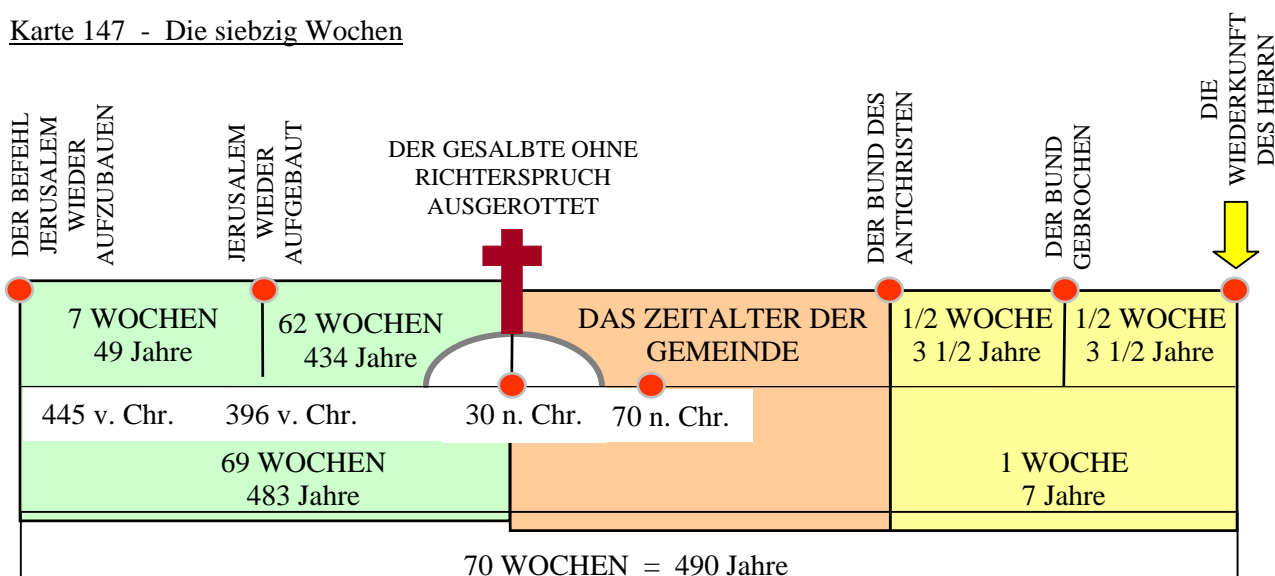 Karte 147 - Die siebzig Wochen
DER BEFEHL
JERUSALEM
WIEDER
AUFZUBAUEN
JERUSALEM
WIEDER
AUFGEBAUT
DER GESALBTE OHNE
RICHTERSPRUCH
AUSGEROTTET
DER BUND DES
ANTICHRISTEN
DER BUND
GEBROCHEN
DIE
WIEDERKUNFT
DES HERRN
7 WOCHEN
49 Jahre
62 WOCHEN
434 Jahre
DAS ZEITALTER DER
GEMEINDE
1/2 WOCHE
3 1/2 Jahre
1/2 WOCHE
3 1/2 Jahre
445 v. Chr.
396 v. Chr.
30 n. Chr.
70 n. Chr.
69 WOCHEN
483 Jahre
1 WOCHE
7 Jahre
70 WOCHEN = 490 Jahre